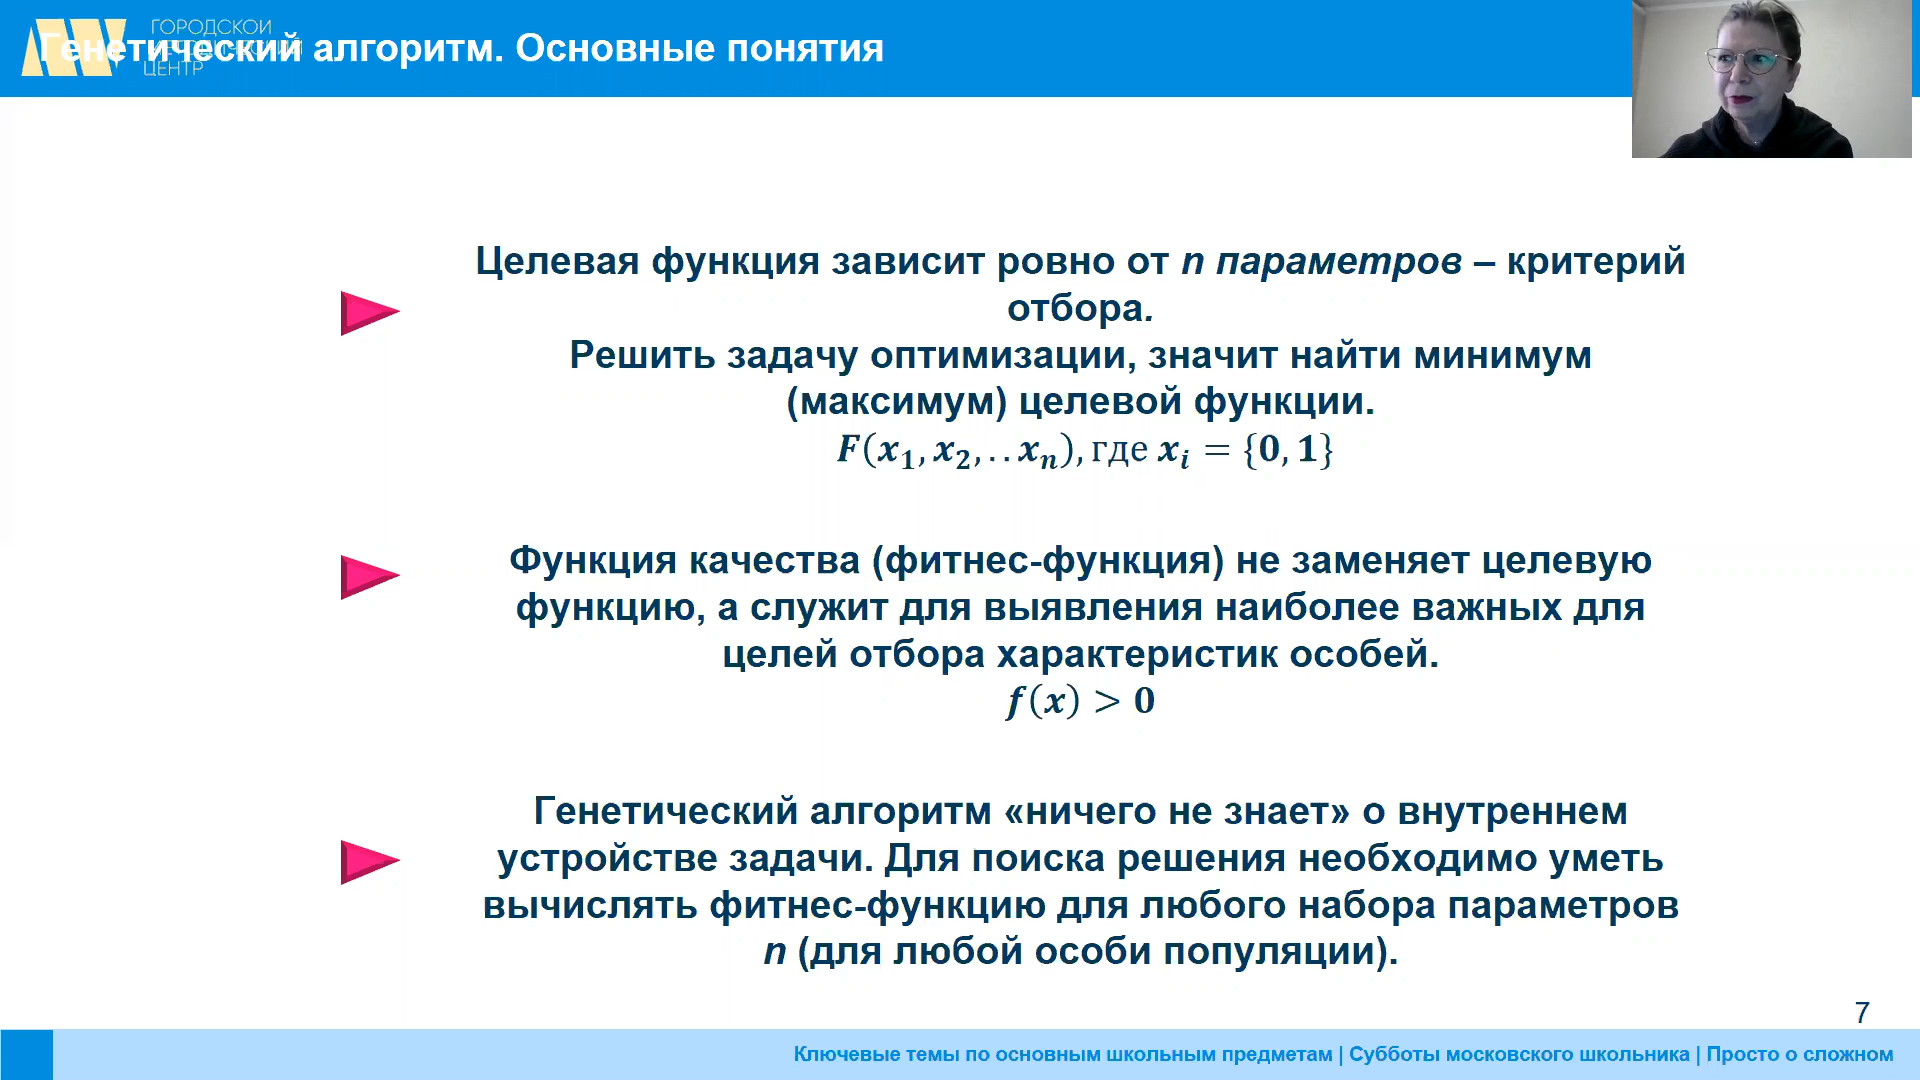 ГОРОДСКОЙ
ЦЕНТР
Генетический алгоритм. Основные понятия
Целевая функция зависит ровно от n параметров – критерий
отбора.
Решить задачу оптимизации, значит найти минимум
(максимум) целевой функции.
F(x₁, x₂, . . xₙ), где xᵢ = {0, 1}
Функция качества (фитнес-функция) не заменяет целевую
функцию, а служит для выявления наиболее важных для
целей отбора характеристик особей.
f(x) > 0
Генетический алгоритм «ничего не знает» о внутреннем
устройстве задачи. Для поиска решения необходимо уметь
вычислять фитнес-функцию для любого набора параметров
n (для любой особи популяции).
7
Ключевые темы по основным школьным предметам | Субботы московского школьника | Просто о сложном